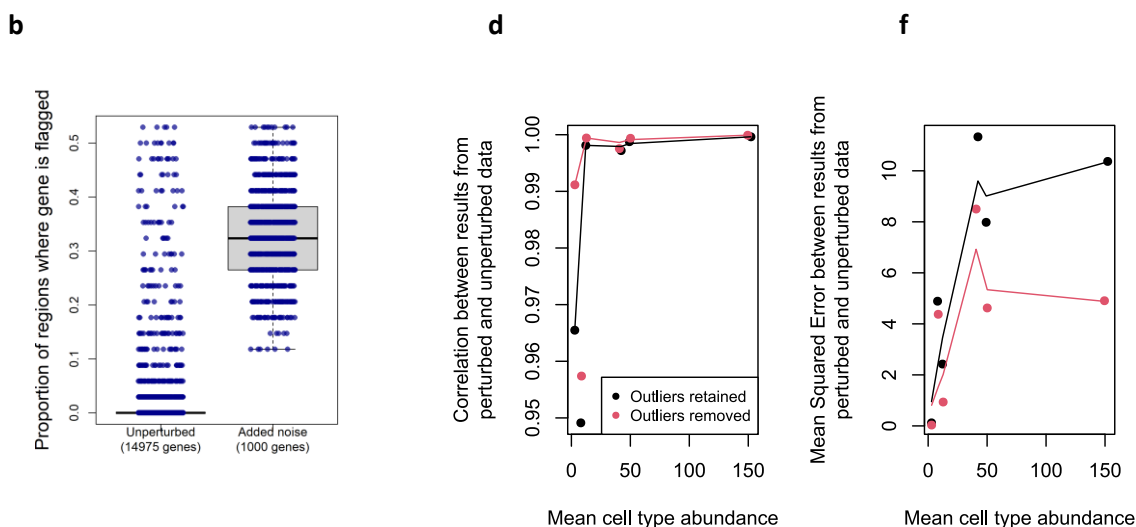 b
Proportion of regions where gene is flagged
0.5
0.4
0.3
0.2
0.1
0.0
Unperturbed
(14975 genes)
Added noise
(1000 genes)
d
Correlation between results from
perturbed and unperturbed data
1.00
0.99
0.98
0.97
0.96
0.95
Outliers retained
Outliers removed
0 50 100 150
Mean cell type abundance
f
Mean Squared Error between results from
perturbed and unperturbed data
10
8
6
4
2
0
0 50 100 150
Mean cell type abundance